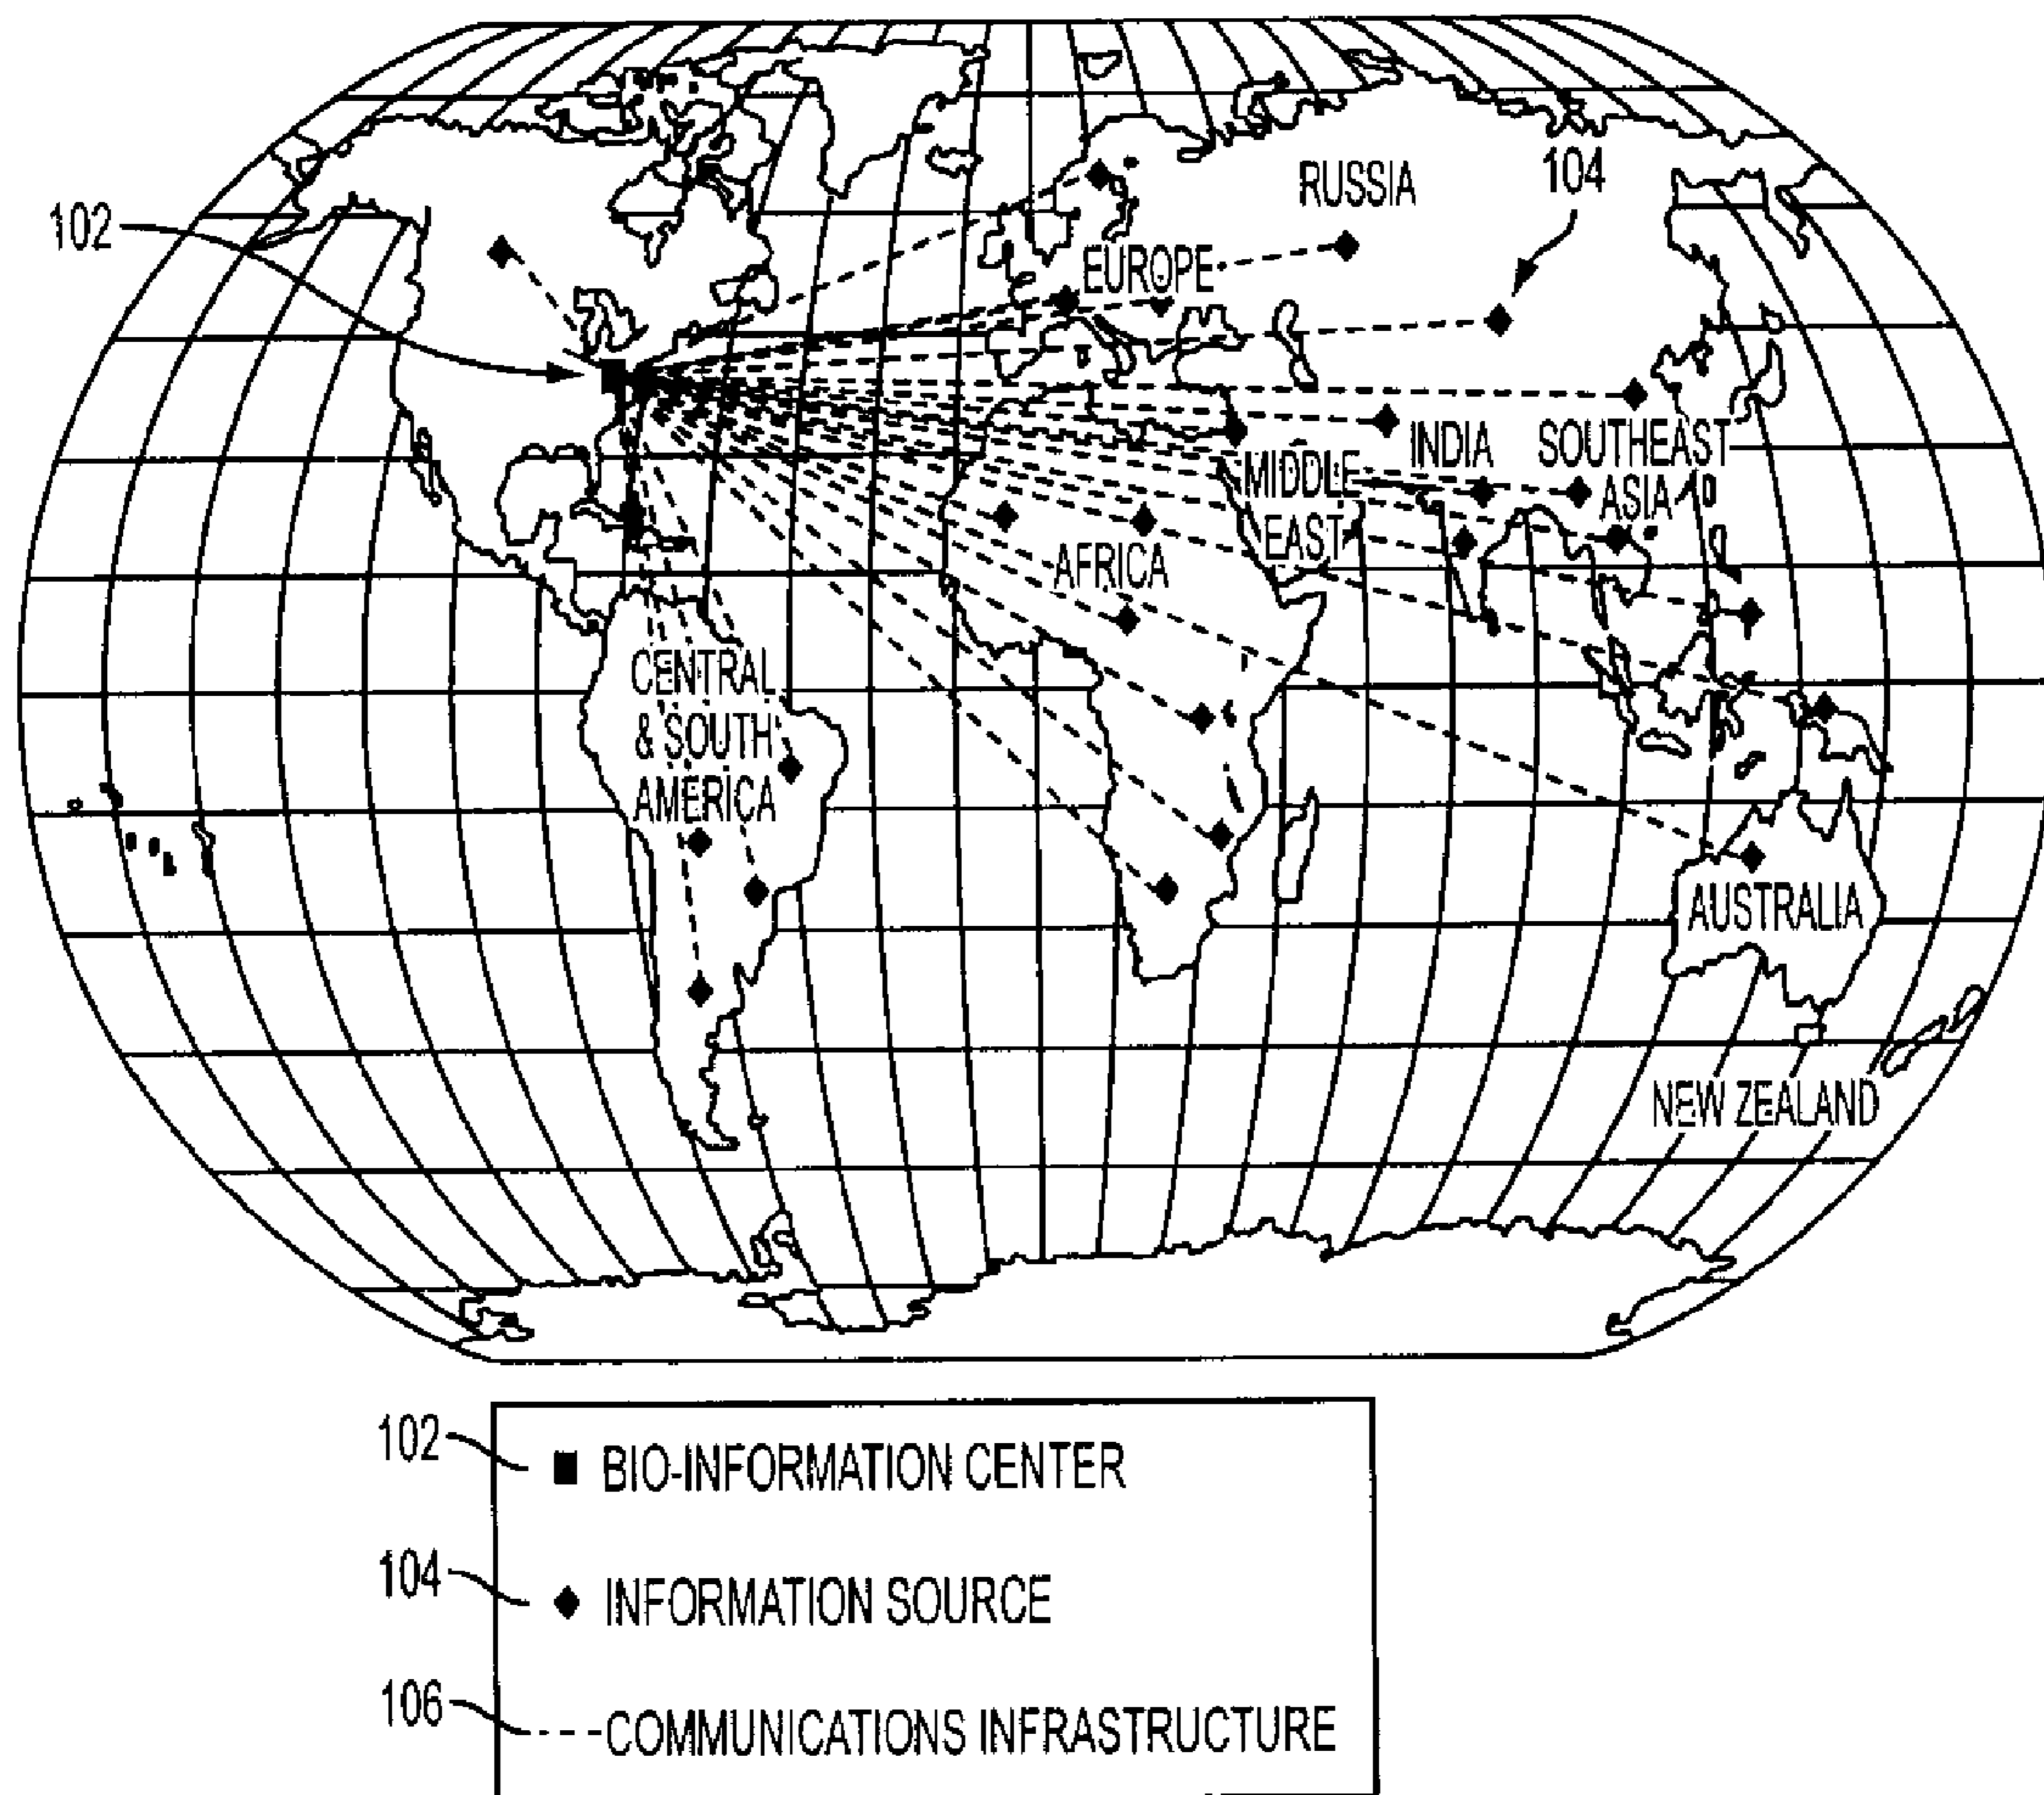 102
RUSSIA
104
EUROPE
INDIA
SOUTHEAST
ASIA
MIDDLE
EAST
AFRICA
CENTRAL
& SOUTH
AMERICA
AUSTRALIA
NEW ZEALAND
102
BIO-INFORMATION CENTER
104
INFORMATION SOURCE
106
COMMUNICATIONS INFRASTRUCTURE